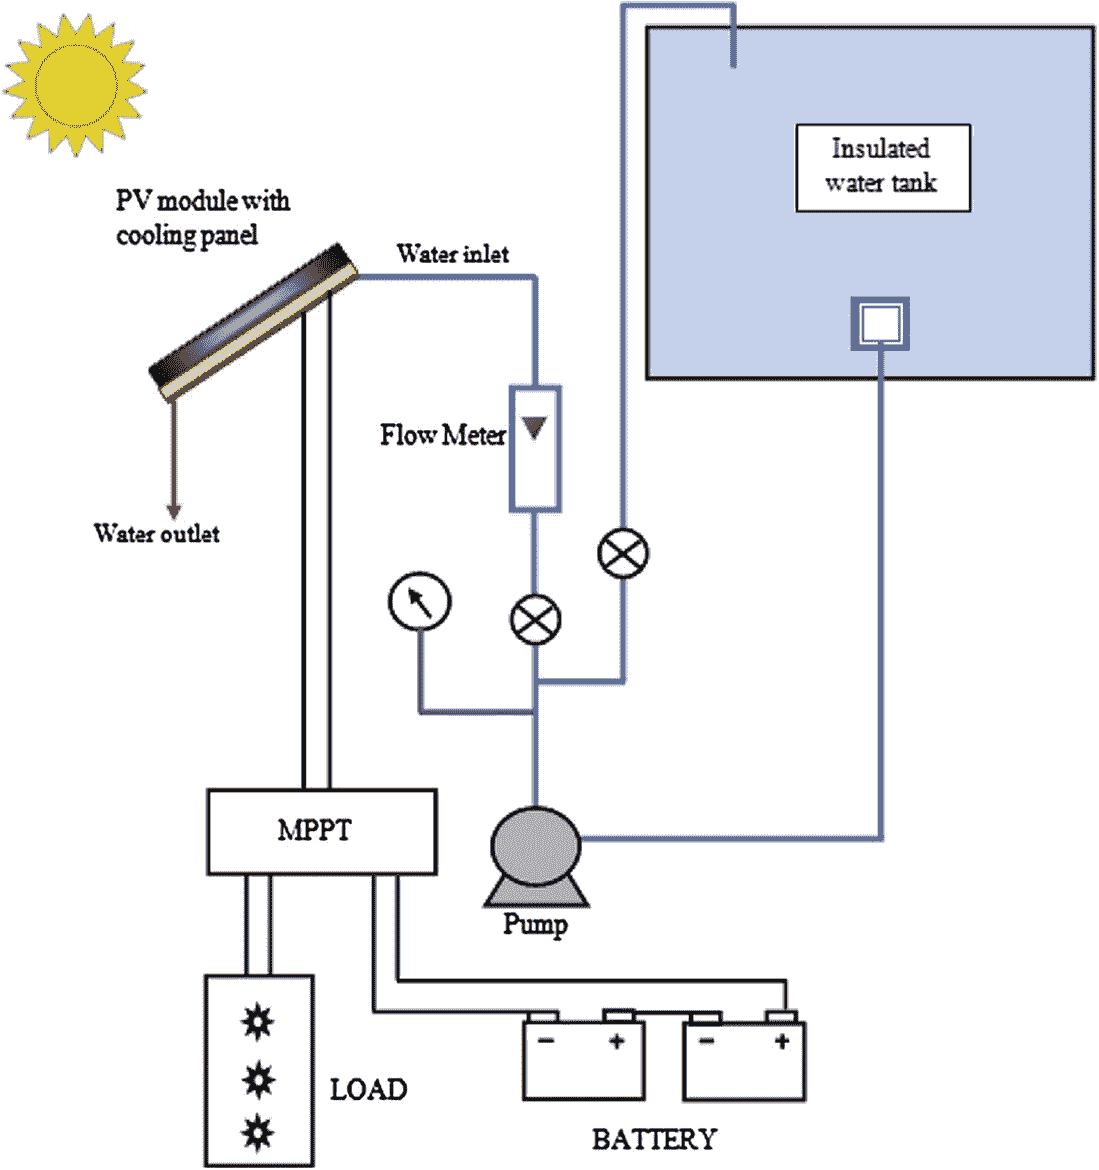 Insulated
water tank
PV module with
cooling panel
Water inlet
Flow Meter
Water outlet
MPPT
Pump
− + − +
LOAD
BATTERY